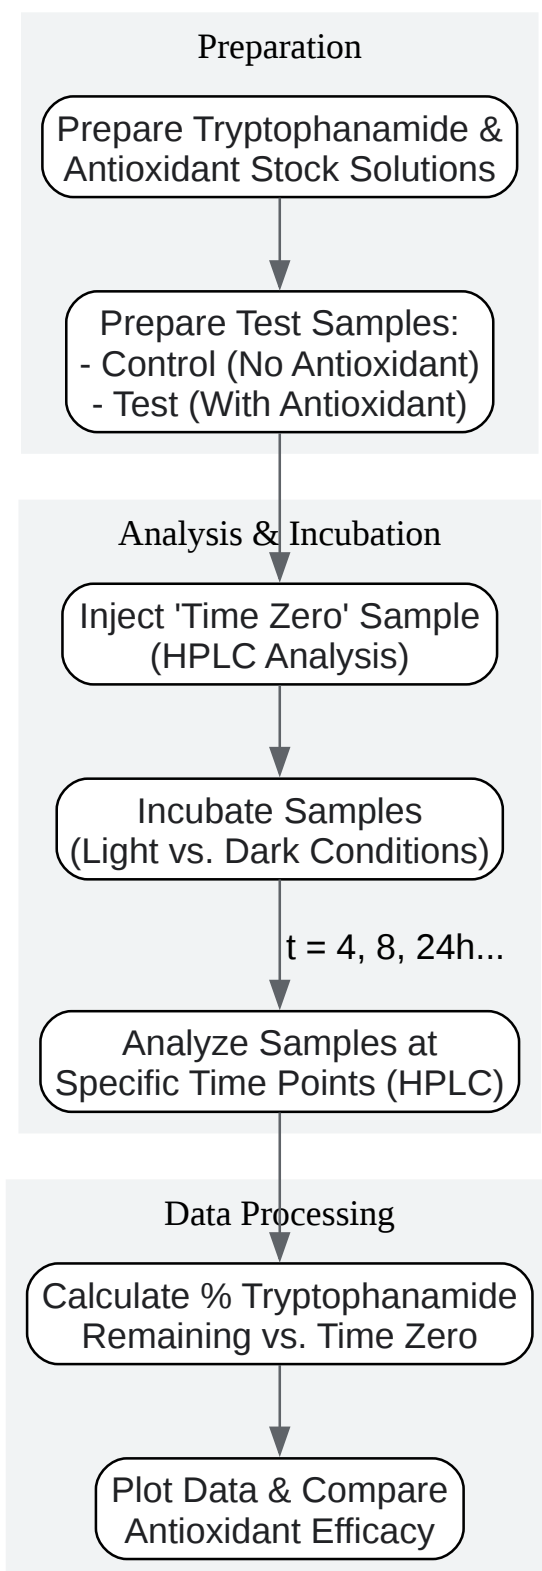 Preparation
Prepare Tryptophanamide &
Antioxidant Stock Solutions
Prepare Test Samples:
- Control (No Antioxidant)
- Test (With Antioxidant)
Analysis & Incubation
Inject 'Time Zero' Sample
(HPLC Analysis)
Incubate Samples
(Light vs. Dark Conditions)
t = 4, 8, 24h...
Analyze Samples at
Specific Time Points (HPLC)
Data Processing
Calculate % Tryptophanamide
Remaining vs. Time Zero
Plot Data & Compare
Antioxidant Efficacy